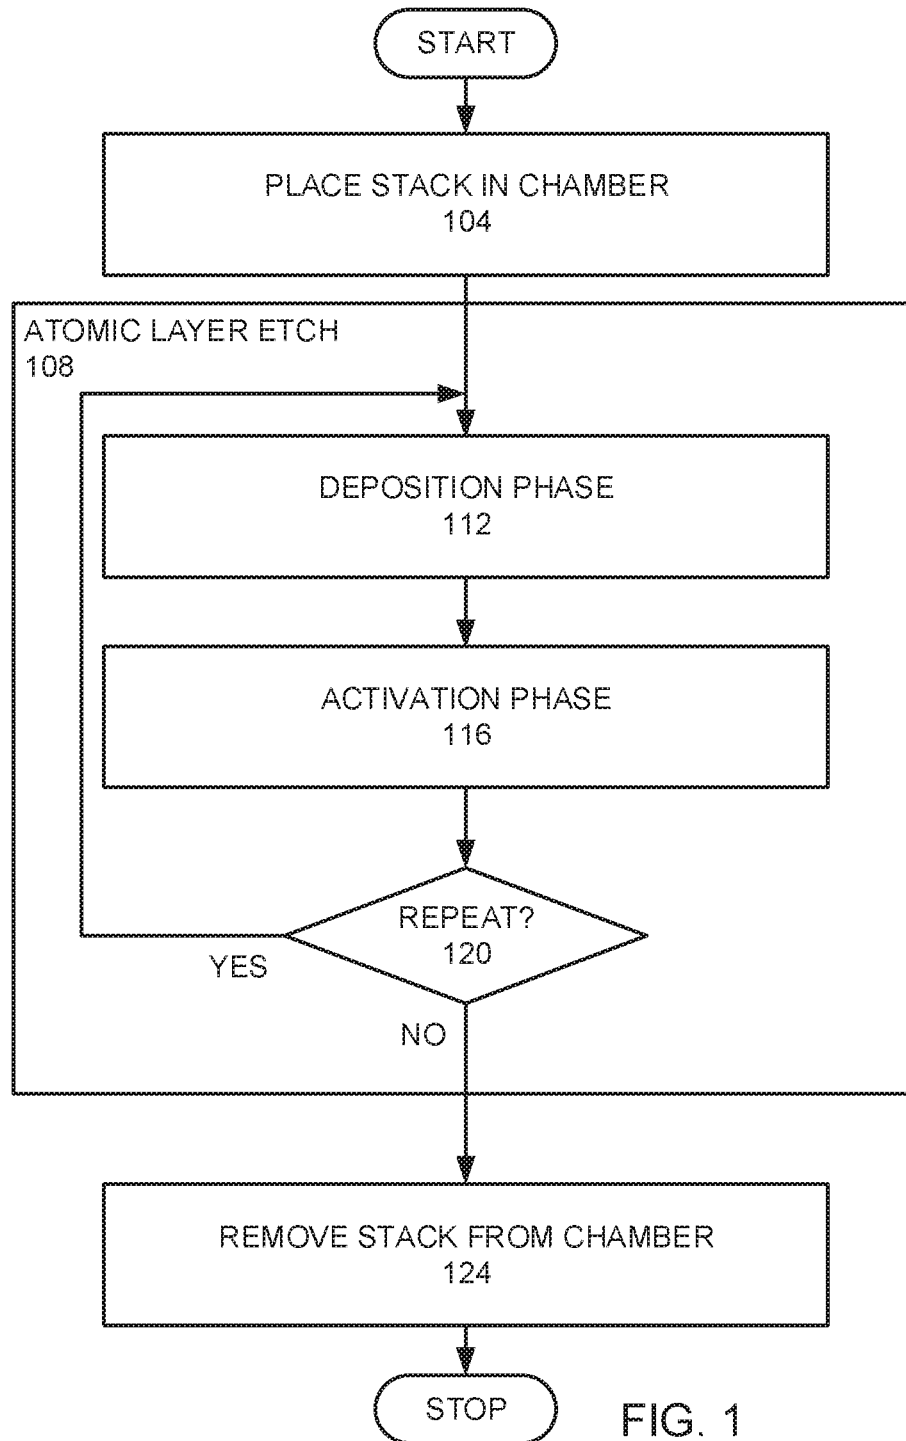 START
PLACE STACK IN CHAMBER
104
ATOMIC LAYER ETCH
108
DEPOSITION PHASE
112
ACTIVATION PHASE
116
REPEAT?
120
YES
NO
REMOVE STACK FROM CHAMBER
124
STOP
FIG. 1